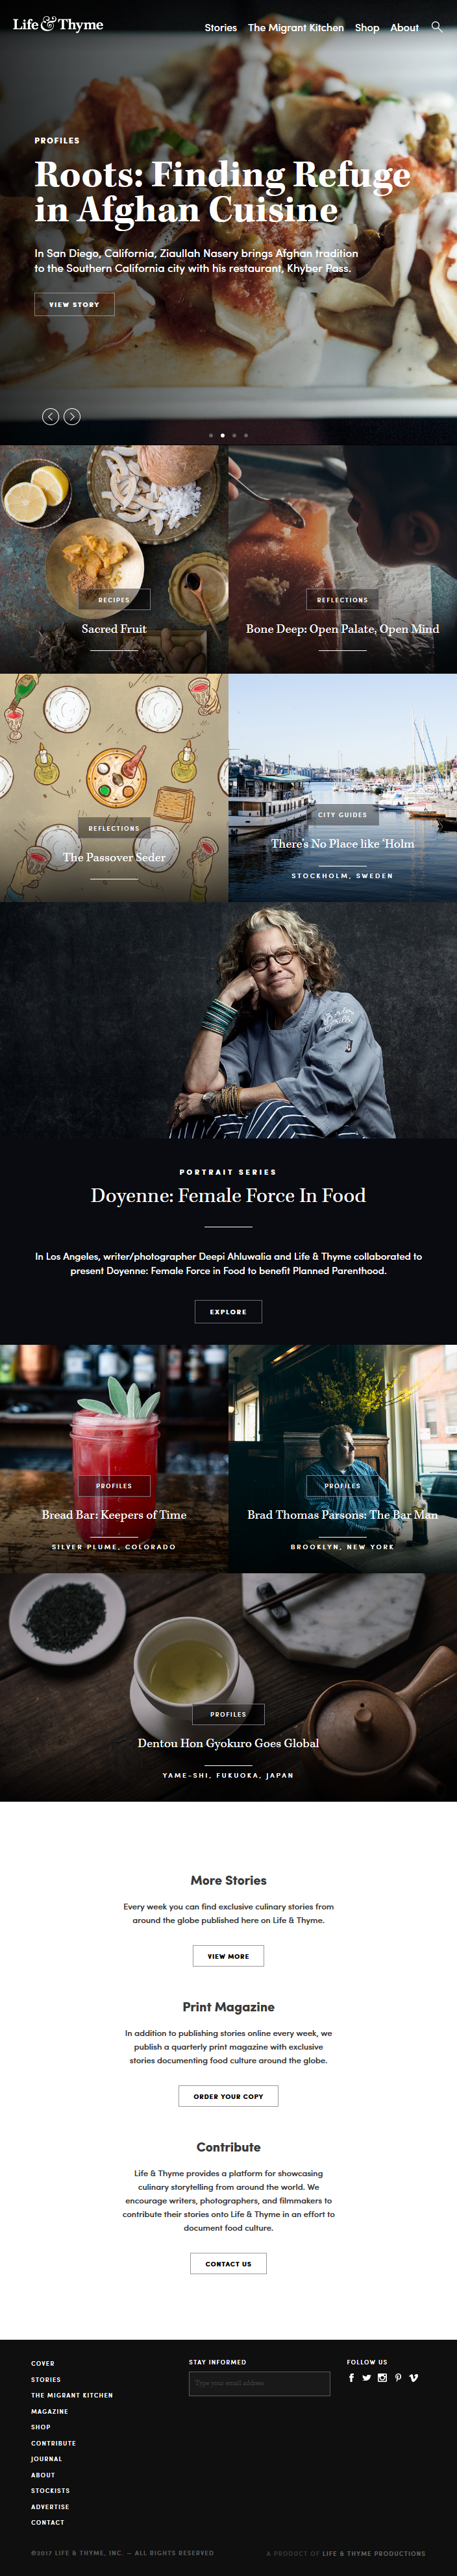 Life & Thyme
Stories The Migrant Kitchen Shop About
PROFILES
Roots: Finding Refuge
in Afghan Cuisine
In San Diego, California, Ziaullah Nasery brings Afghan tradition
to the Southern California city with his restaurant, Khyber Pass.
VIEW STORY
RECIPES
Sacred Fruit
REFLECTIONS
Bone Deep: Open Palate, Open Mind
REFLECTIONS
The Passover Seder
CITY GUIDES
There's No Place like 'Holm
STOCKHOLM, SWEDEN
PORTRAIT SERIES
Doyenne: Female Force In Food
In Los Angeles, writer/photographer Deepi Ahluwalia and Life & Thyme collaborated to
present Doyenne: Female Force in Food to benefit Planned Parenthood.
EXPLORE
PROFILES
Bread Bar: Keepers of Time
SILVER PLUME, COLORADO
PROFILES
Brad Thomas Parsons: The Bar Man
BROOKLYN, NEW YORK
PROFILES
Dentou Hon Gyokuro Goes Global
YAME-SHI, FUKUOKA, JAPAN
More Stories
Every week you can find exclusive culinary stories from
around the globe published here on Life & Thyme.
VIEW MORE
Print Magazine
In addition to publishing stories online every week, we
publish a quarterly print magazine with exclusive
stories documenting food culture around the globe.
ORDER YOUR COPY
Contribute
Life & Thyme provides a platform for showcasing
culinary storytelling from around the world. We
encourage writers, photographers, and filmmakers to
contribute their stories onto Life & Thyme in an effort to
document food culture.
CONTACT US
COVER
STORIES
THE MIGRANT KITCHEN
MAGAZINE
SHOP
CONTRIBUTE
JOURNAL
ABOUT
STOCKISTS
ADVERTISE
CONTACT
STAY INFORMED
Type your email address
FOLLOW US
©2017 LIFE & THYME, INC. — ALL RIGHTS RESERVED
A PRODUCT OF LIFE & THYME PRODUCTIONS